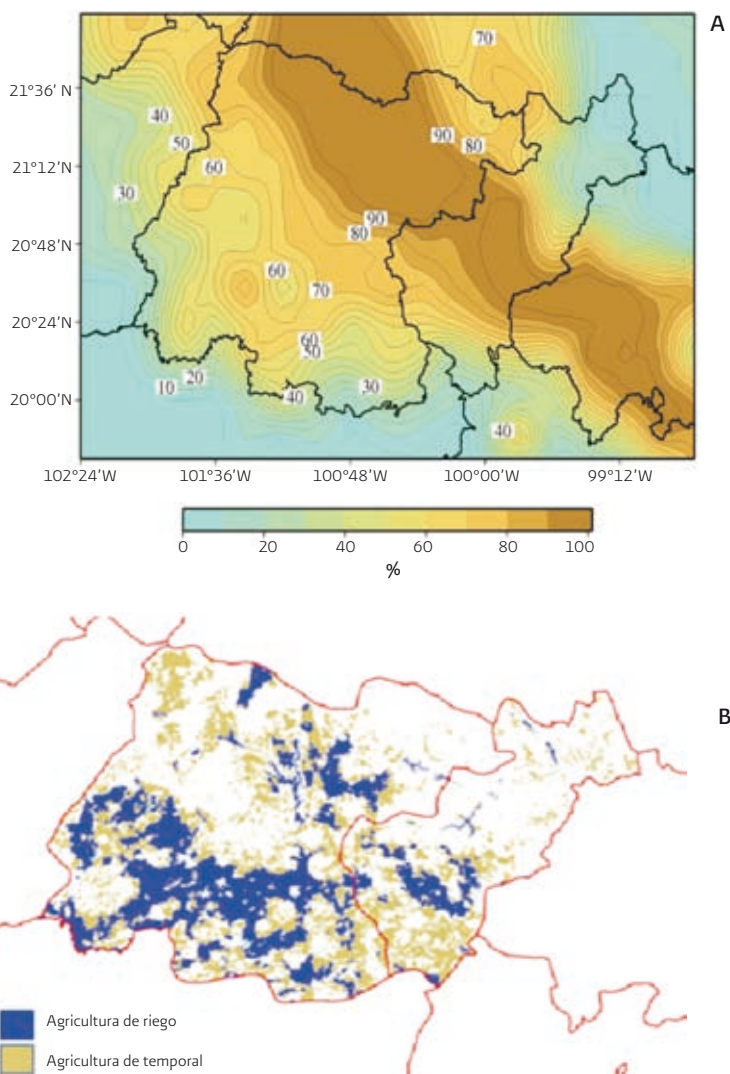 A
70
21°36′ N
40
90
50
80
21°12′N
60
30
90
20°48′N
80
60
70
20°24′N
60
50
20
10
30
20°00′N
40
40
102°24′W 101°36′W 100°48′W 100°00′W 99°12′W
0 20 40 60 80 100
%
B
Agricultura de riego
Agricultura de temporal